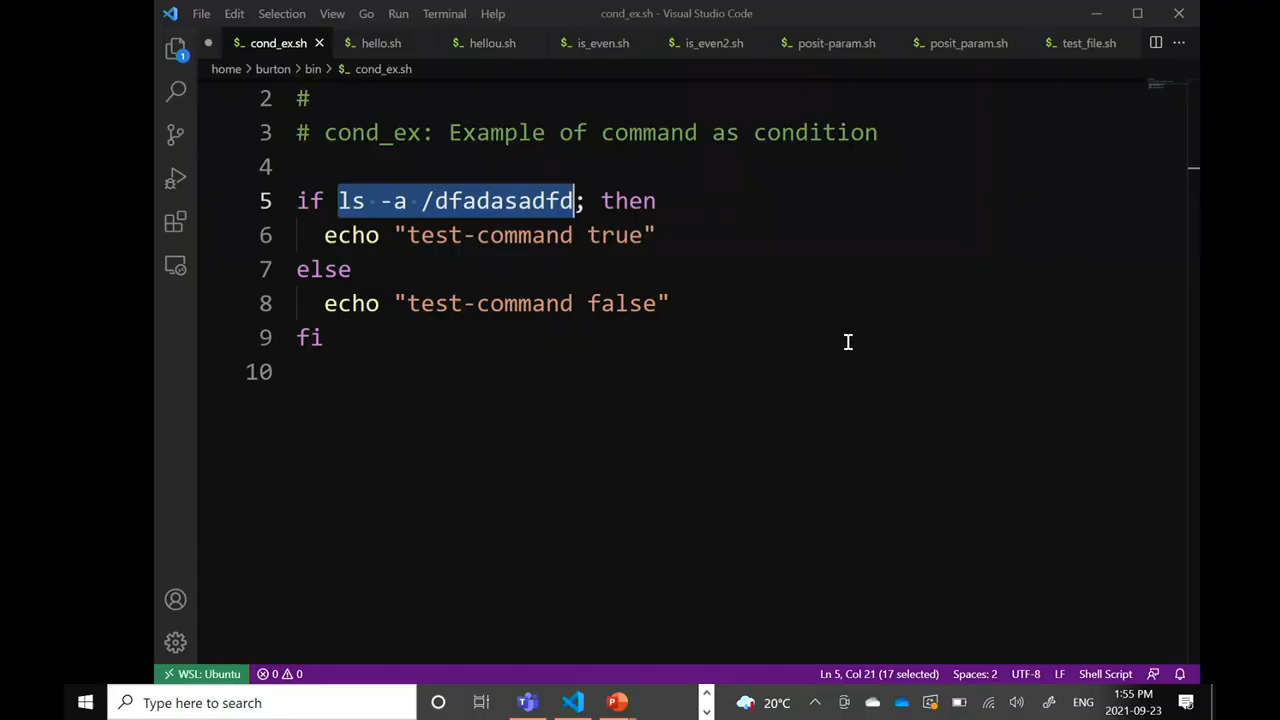 File Edit Selection View Go Run Terminal Help cond_ex.sh - Visual Studio Code
$_ cond_ex.sh $_ hello.sh $_ hellou.sh $_ is_even.sh $_ is_even2.sh $_ posit-param.sh $_ posit_param.sh $_ test_file.sh
1
home > burton > bin > $_ cond_ex.sh
2 #
3 # cond_ex: Example of command as condition
4
5 if ls -a /dfadasadfd; then
6 echo "test-command true"
7 else
8 echo "test-command false"
9 fi
10
WSL: Ubuntu 0 0 Ln 5, Col 21 (17 selected) Spaces: 2 UTF-8 LF Shell Script
Type here to search 20°C ENG 1:55 PM
2021-09-23